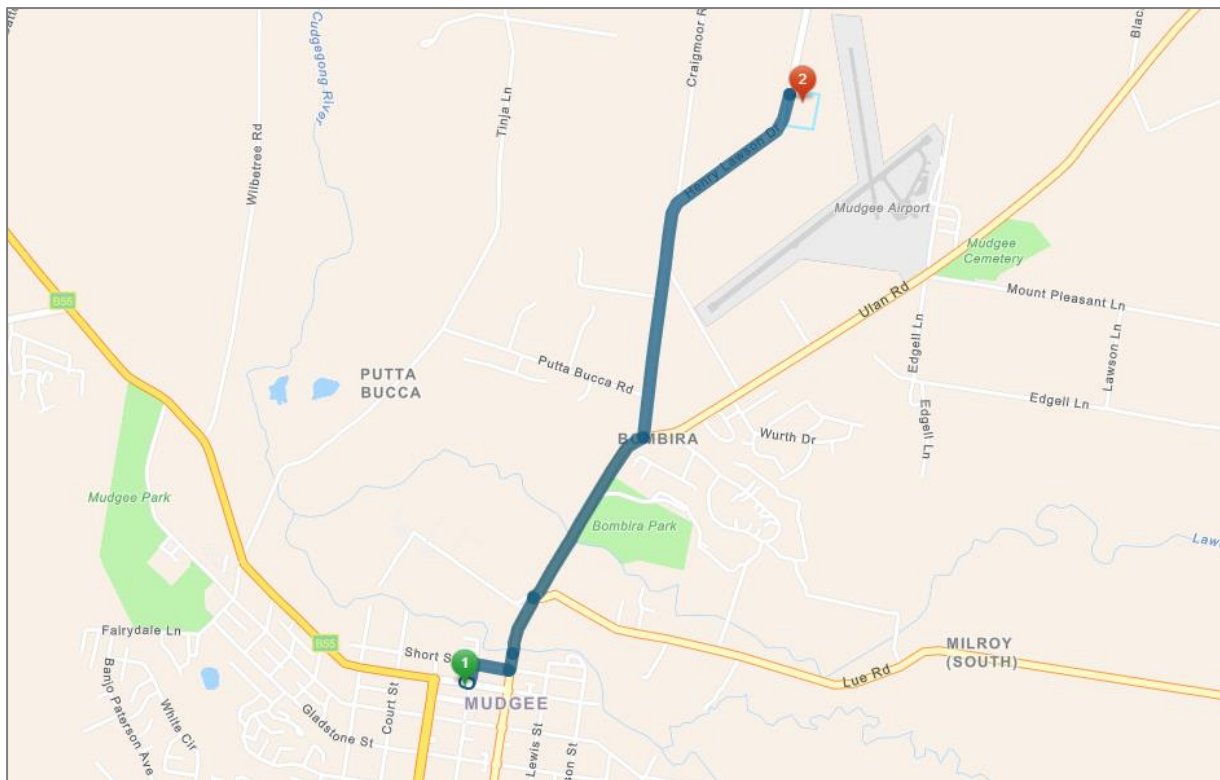 Cudgegong River
Craigmoor R
Blac
Tinja Ln
Wilbetree Rd
2
Henry Lawson Dr
Mudgee Airport
Mudgee
Cemetery
Mount Pleasant Ln
Ulan Rd
B55
Edgell Ln
Lawson Ln
PUTTA
BUCCA
Putta Bucca Rd
Edgell Ln
Edgell Ln
BOMBIRA
Wurth Dr
Mudgee Park
Bombira Park
Law
Fairydale Ln
B55
Short S
1
MILROY
(SOUTH)
Lue Rd
MUDGEE
Banjo Paterson Ave
White Cir
Gladstone St
Court St
Lewis St
son St